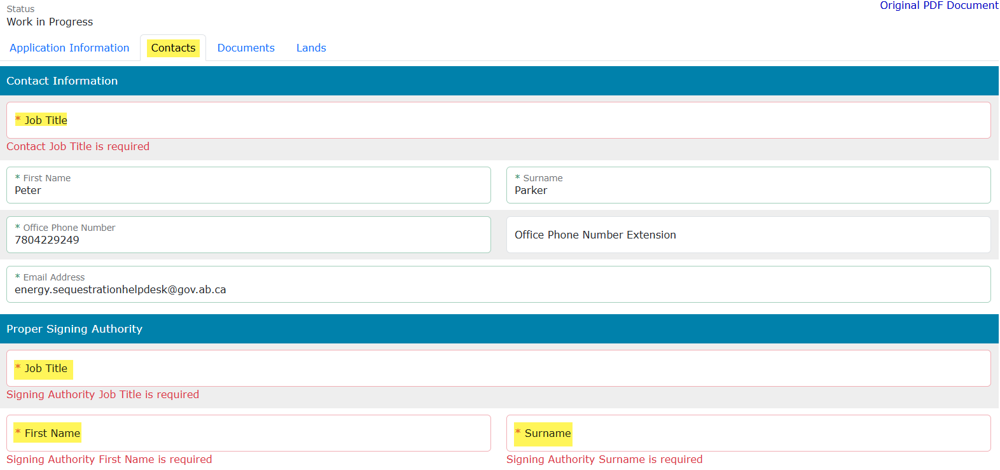 Status
Original PDF Document
Work in Progress
Application Information Contacts Documents Lands
Contact Information
* Job Title
Contact Job Title is required
* First Name
Peter
* Surname
Parker
* Office Phone Number
7804229249
Office Phone Number Extension
* Email Address
energy.sequestrationhelpdesk@gov.ab.ca
Proper Signing Authority
* Job Title
Signing Authority Job Title is required
* First Name
Signing Authority First Name is required
* Surname
Signing Authority Surname is required